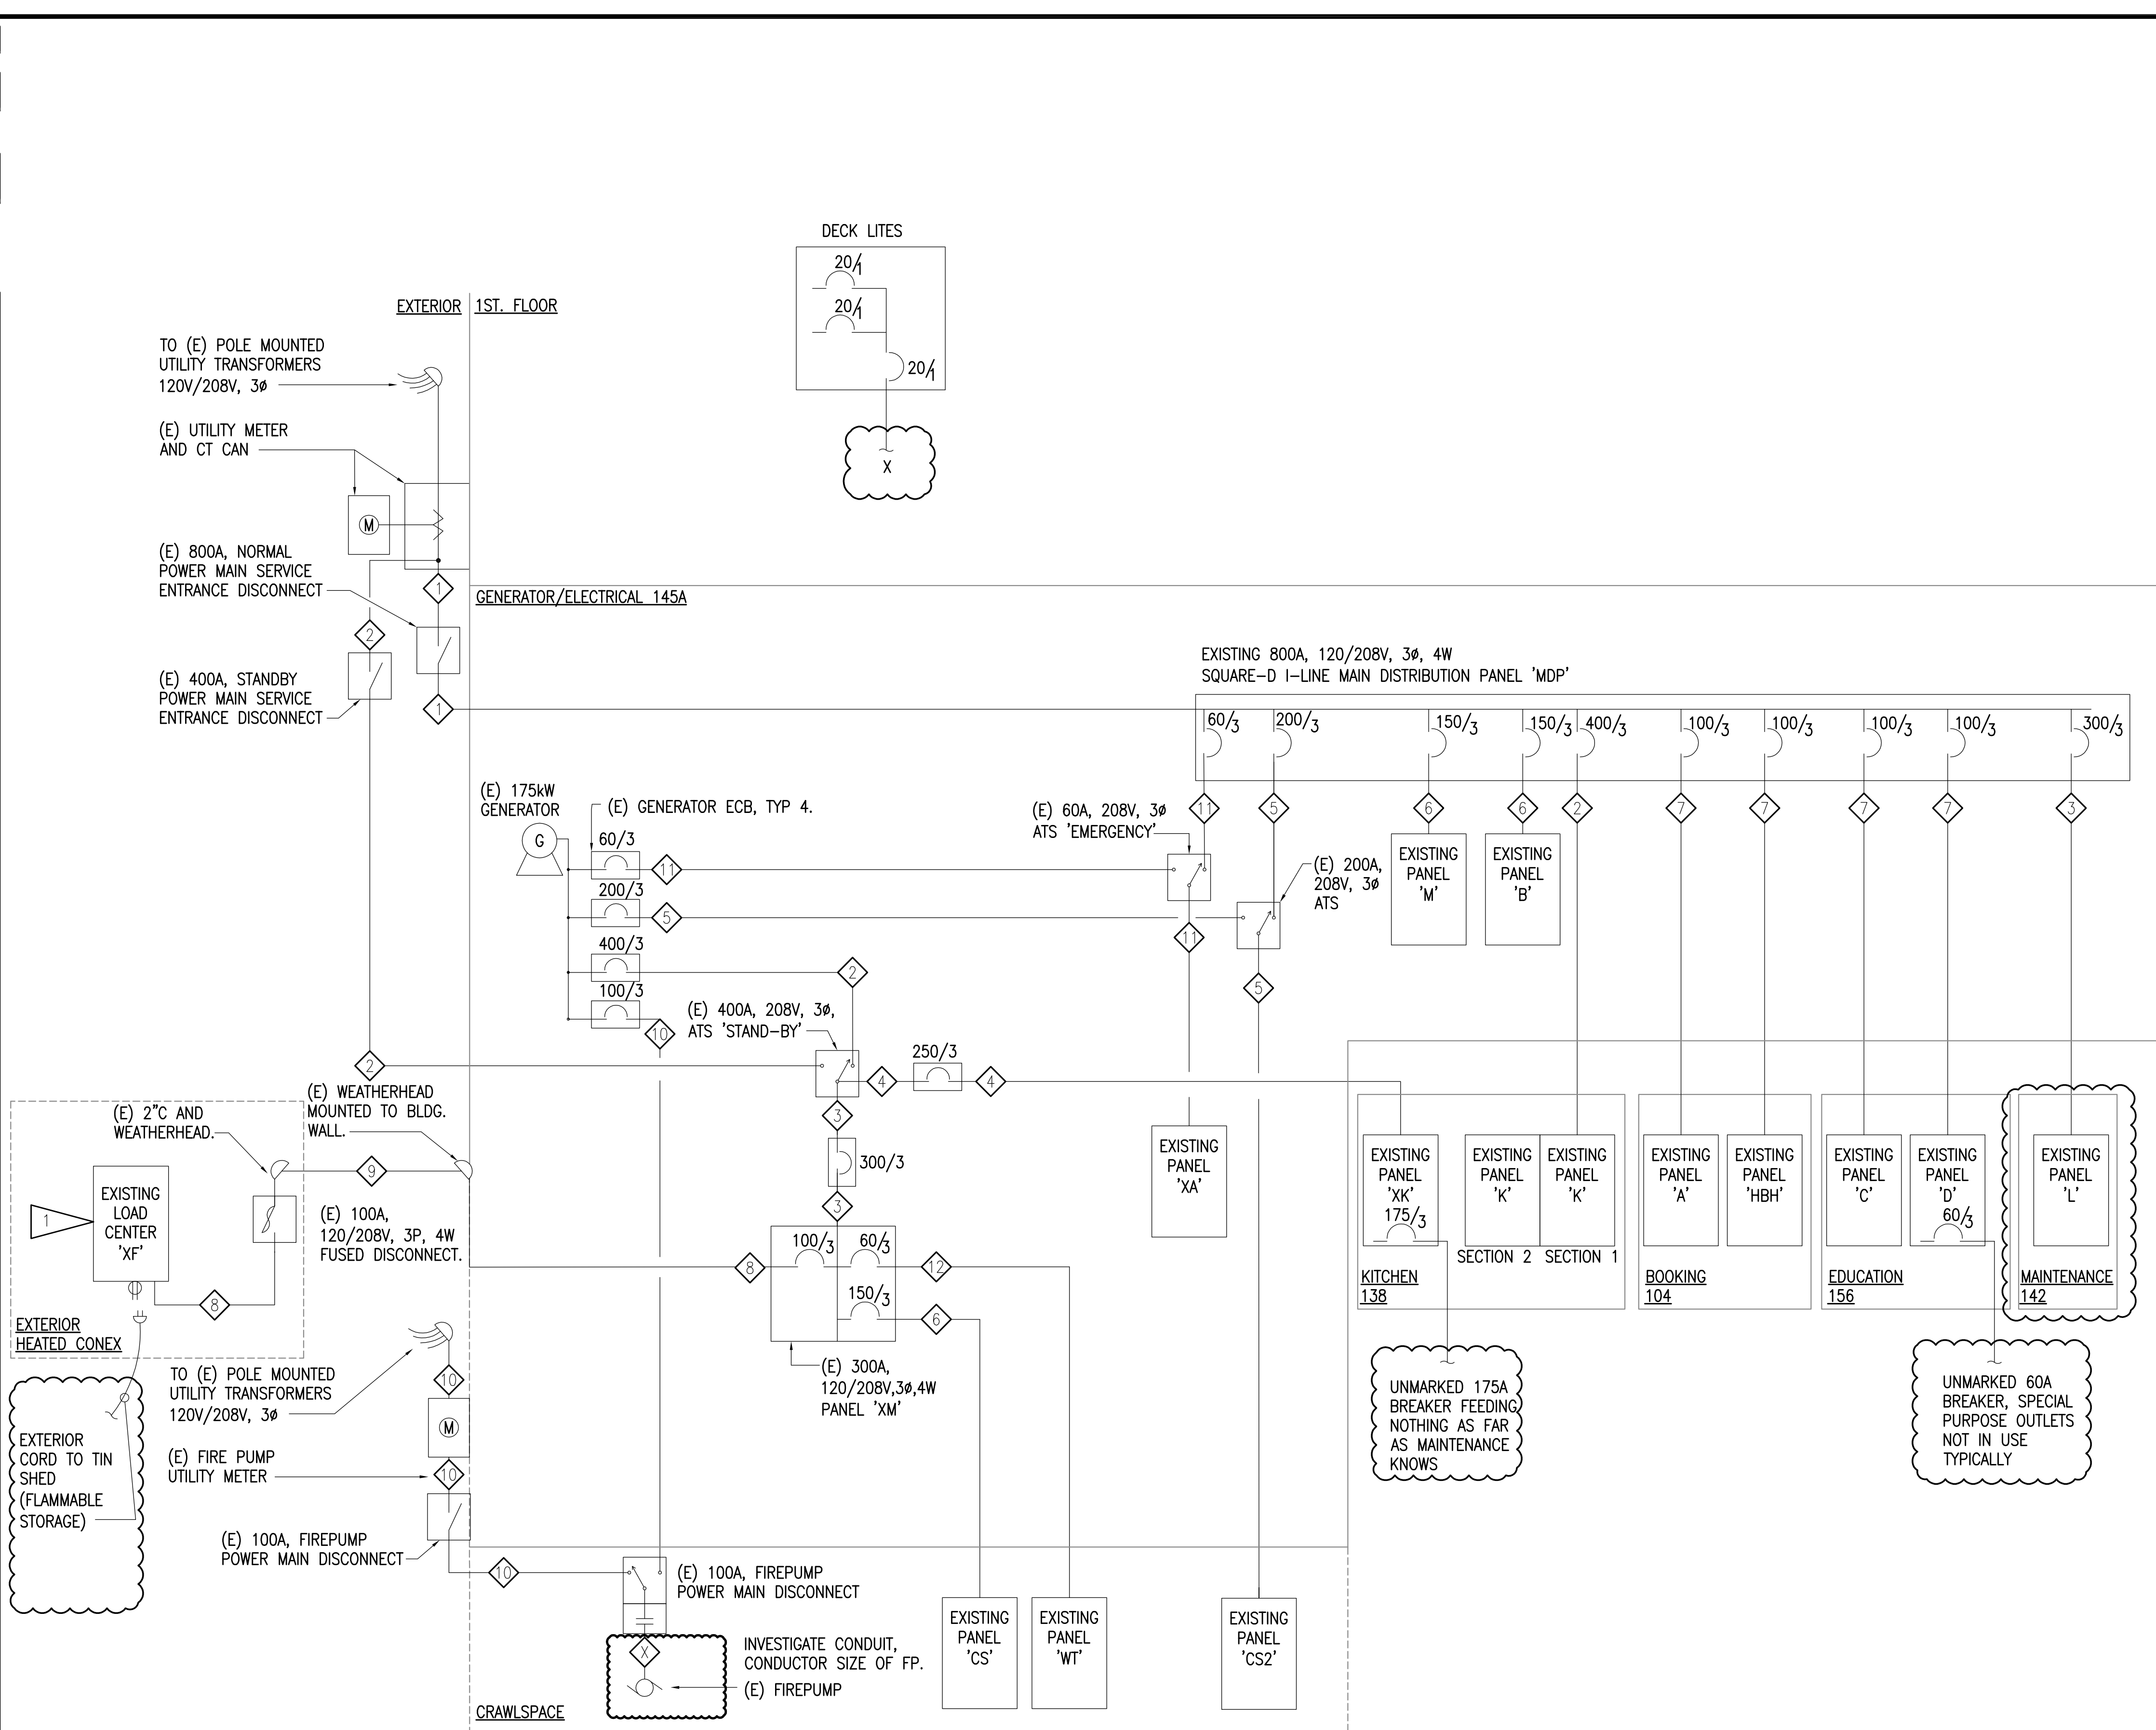 DECK LITES
20/1
20/1
20/1
X
EXTERIOR
1ST. FLOOR
TO (E) POLE MOUNTED
UTILITY TRANSFORMERS
120V/208V, 3ø
(E) UTILITY METER
AND CT CAN
M
(E) 800A, NORMAL
POWER MAIN SERVICE
ENTRANCE DISCONNECT
1
2
(E) 400A, STANDBY
POWER MAIN SERVICE
ENTRANCE DISCONNECT
1
GENERATOR/ELECTRICAL 145A
EXISTING 800A, 120/208V, 3ø, 4W
SQUARE-D I-LINE MAIN DISTRIBUTION PANEL 'MDP'
60/3
200/3
150/3
150/3
400/3
100/3
100/3
100/3
100/3
300/3
11
5
6
6
2
7
7
7
7
3
(E) 175kW
GENERATOR
G
(E) GENERATOR ECB, TYP 4.
60/3
11
200/3
5
400/3
2
100/3
10
(E) 60A, 208V, 3ø
ATS 'EMERGENCY'
11
(E) 200A,
208V, 3ø
ATS
5
EXISTING
PANEL
'M'
EXISTING
PANEL
'B'
(E) 400A, 208V, 3ø,
ATS 'STAND-BY'
2
4
250/3
4
3
300/3
3
(E) WEATHERHEAD
MOUNTED TO BLDG.
WALL.
(E) 2"C AND
WEATHERHEAD.
9
1
EXISTING
LOAD
CENTER
'XF'
(E) 100A,
120/208V, 3P, 4W
FUSED DISCONNECT.
8
EXTERIOR
HEATED CONEX
8
100/3
60/3
150/3
12
6
(E) 300A,
120/208V,3ø,4W
PANEL 'XM'
EXISTING
PANEL
'XA'
EXISTING
PANEL
'XK'
175/3
EXISTING
PANEL
'K'
EXISTING
PANEL
'K'
SECTION 2
SECTION 1
KITCHEN
138
EXISTING
PANEL
'A'
EXISTING
PANEL
'HBH'
BOOKING
104
EXISTING
PANEL
'C'
EXISTING
PANEL
'D'
60/3
EDUCATION
156
EXISTING
PANEL
'L'
MAINTENANCE
142
UNMARKED 175A
BREAKER FEEDING
NOTHING AS FAR
AS MAINTENANCE
KNOWS
UNMARKED 60A
BREAKER, SPECIAL
PURPOSE OUTLETS
NOT IN USE
TYPICALLY
TO (E) POLE MOUNTED
UTILITY TRANSFORMERS
120V/208V, 3ø
10
M
(E) FIRE PUMP
UTILITY METER
10
EXTERIOR
CORD TO TIN
SHED
(FLAMMABLE
STORAGE)
(E) 100A, FIREPUMP
POWER MAIN DISCONNECT
10
(E) 100A, FIREPUMP
POWER MAIN DISCONNECT
X
INVESTIGATE CONDUIT,
CONDUCTOR SIZE OF FP.
(E) FIREPUMP
EXISTING
PANEL
'CS'
EXISTING
PANEL
'WT'
EXISTING
PANEL
'CS2'
CRAWLSPACE